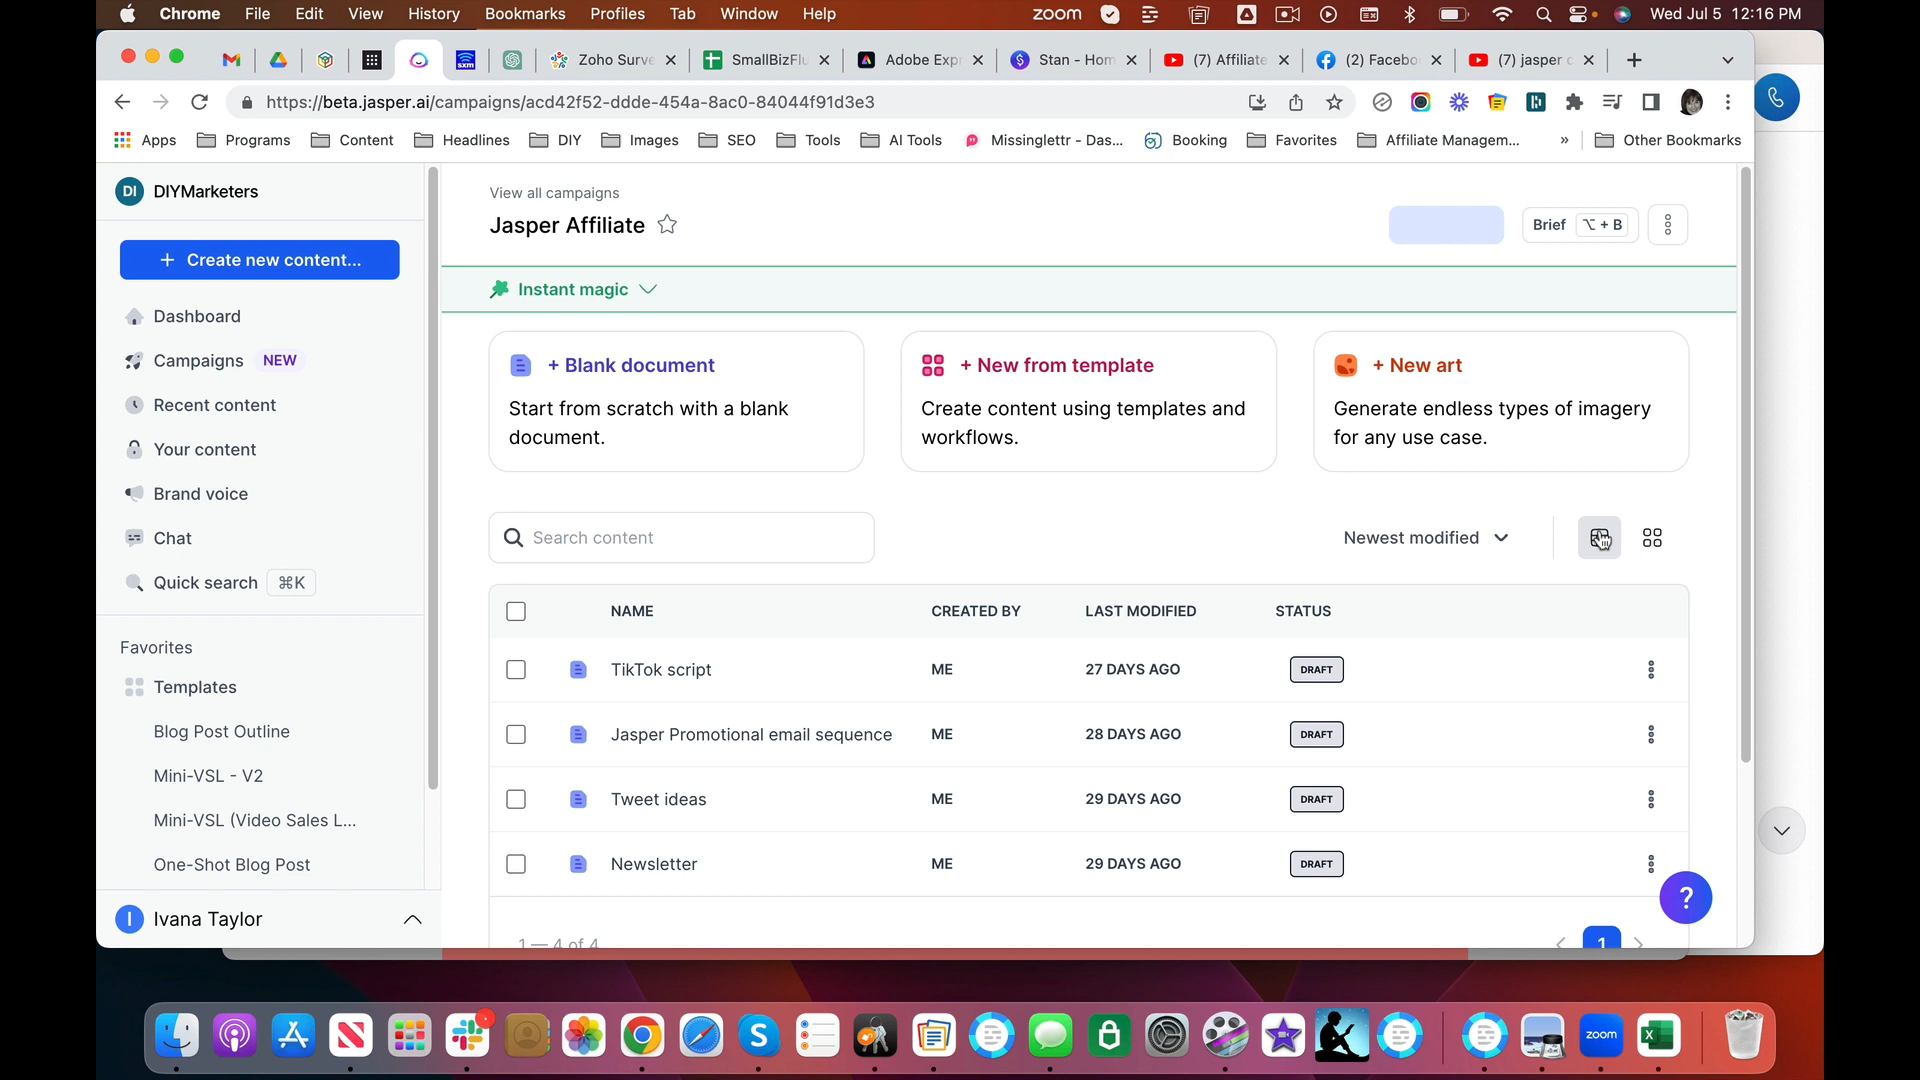 Chrome File Edit View History Bookmarks Profiles Tab Window Help zoom Wed Jul 5 12:16 PM
Zoho Surve SmallBizFlu Adobe Exp Stan - Hom (7) Affiliate (2) Facebo (7) jasper c
https://beta.jasper.ai/campaigns/acd42f52-ddde-454a-8ac0-84044f91d3e3
Apps Programs Content Headlines DIY Images SEO Tools AI Tools Missinglettr - Das... Booking Favorites Affiliate Managem... » Other Bookmarks
DI DIYMarketers
+ Create new content...
Dashboard
Campaigns NEW
Recent content
Your content
Brand voice
Chat
Quick search ⌘K
Favorites
Templates
Blog Post Outline
Mini-VSL - V2
Mini-VSL (Video Sales L...
One-Shot Blog Post
I Ivana Taylor
View all campaigns
Jasper Affiliate
Brief ⌥ + B
Instant magic
+ Blank document
Start from scratch with a blank
document.
+ New from template
Create content using templates and
workflows.
+ New art
Generate endless types of imagery
for any use case.
Search content
Newest modified
NAME CREATED BY LAST MODIFIED STATUS
TikTok script ME 27 DAYS AGO DRAFT
Jasper Promotional email sequence ME 28 DAYS AGO DRAFT
Tweet ideas ME 29 DAYS AGO DRAFT
Newsletter ME 29 DAYS AGO DRAFT
?
1 — 4 of 4
1
zoom